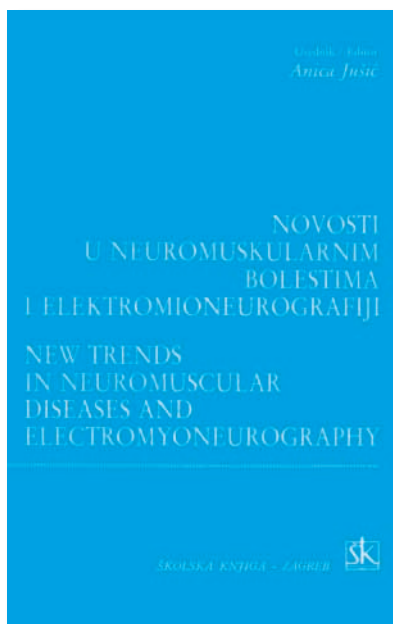 Urednik / Editor
Anica Jušić
NOVOSTI
U NEUROMUSKULARNIM
BOLESTIMA
I ELEKTROMIONEUROGRAFIJI
NEW TRENDS
IN NEUROMUSCULAR
DISEASES AND
ELECTROMYONEUROGRAPHY
ŠKOLSKA KNJIGA - ZAGREB
ŠK